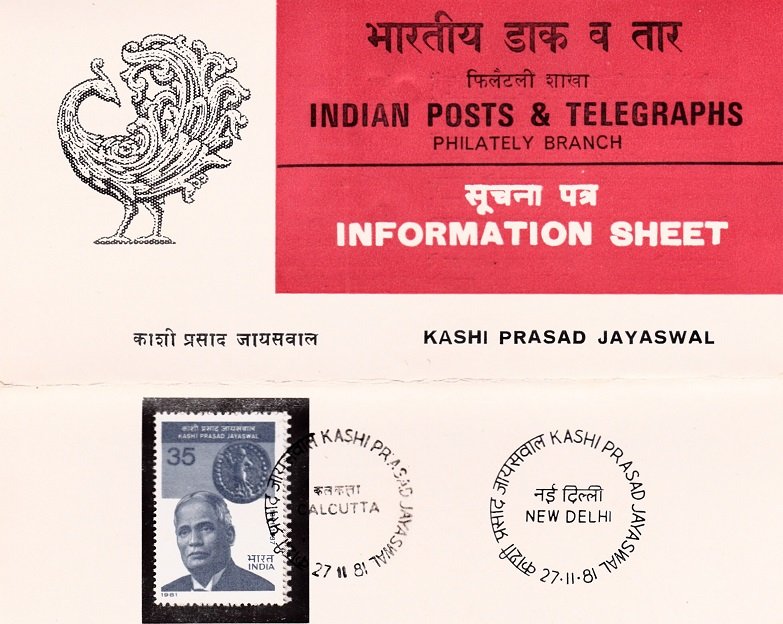 भारतीय डाक व तार
फिलैटली शाखा
INDIAN POSTS & TELEGRAPHS
PHILATELY BRANCH
सूचना पत्र
INFORMATION SHEET
काशी प्रसाद जायसवाल
KASHI PRASAD JAYASWAL
काशी प्रसाद जायसवाल
KASHI PRASAD JAYASWAL
35
भारत
INDIA
1981
काशी प्रसाद जायसवाल KASHI PRASAD JAYASWAL
कलकत्ता
CALCUTTA
27 11 81
काशी प्रसाद जायसवाल KASHI PRASAD JAYASWAL
नई दिल्ली
NEW DELHI
27.11.81